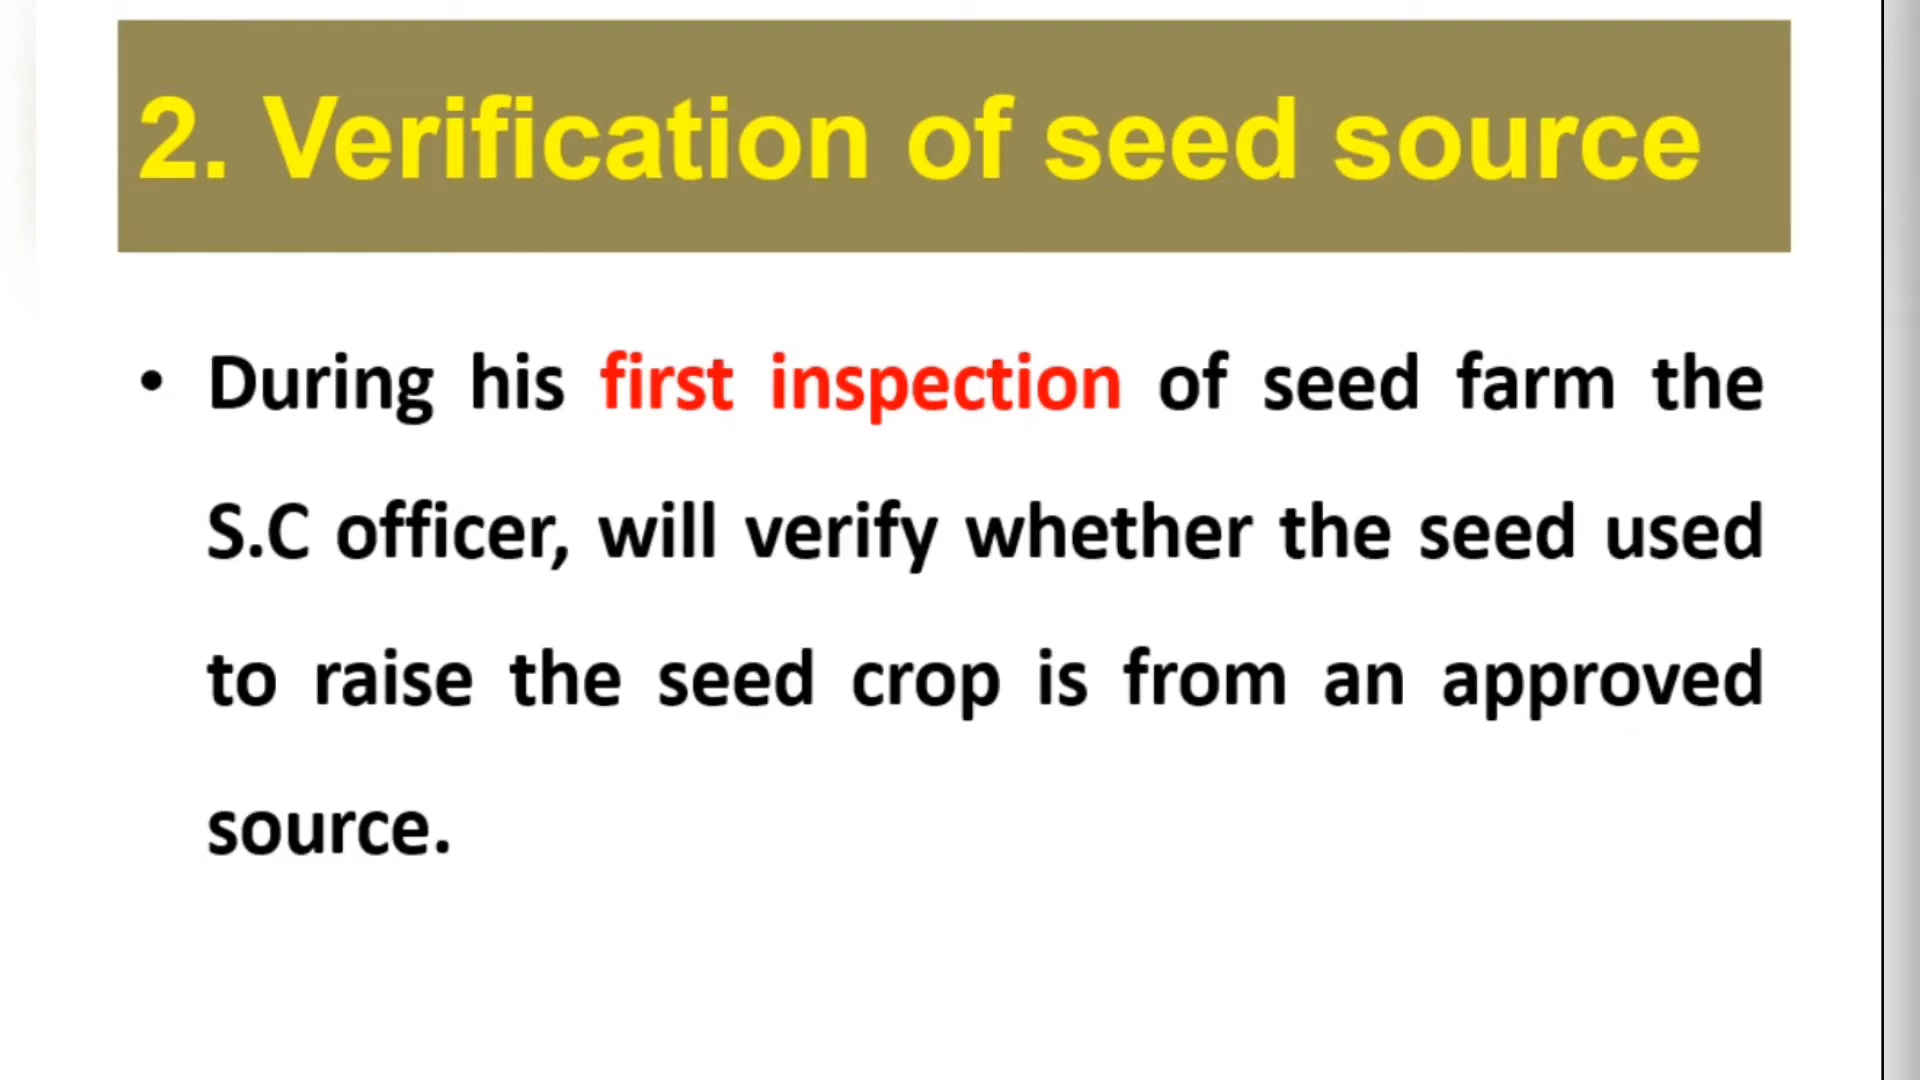 2. Verification of seed source
• During his first inspection of seed farm the
S.C officer, will verify whether the seed used
to raise the seed crop is from an approved
source.